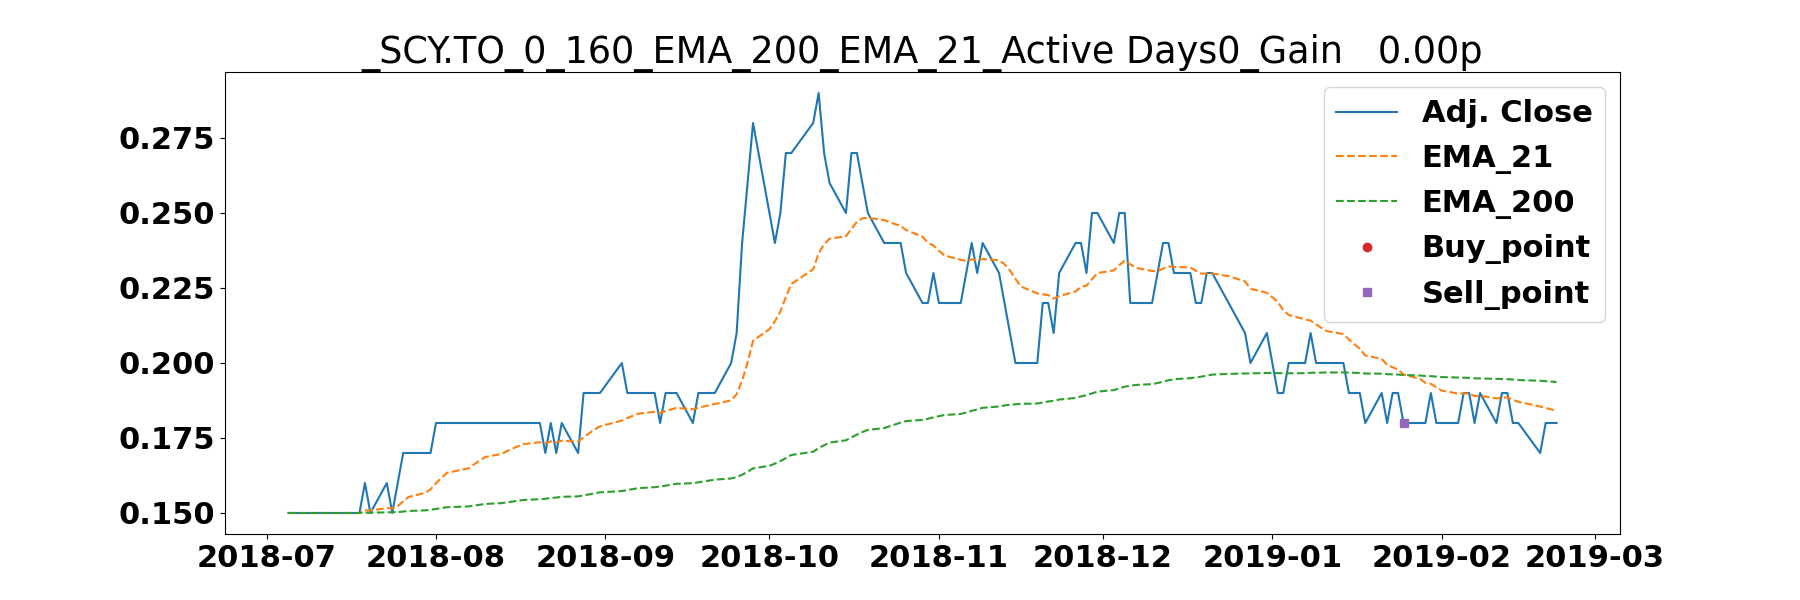 _SCY.TO_0_160_EMA_200_EMA_21_Active Days0_Gain   0.00p
Adj. Close
EMA_21
EMA_200
Buy_point
Sell_point
0.275
0.250
0.225
0.200
0.175
0.150
2018-07 2018-08 2018-09 2018-10 2018-11 2018-12 2019-01 2019-02 2019-03